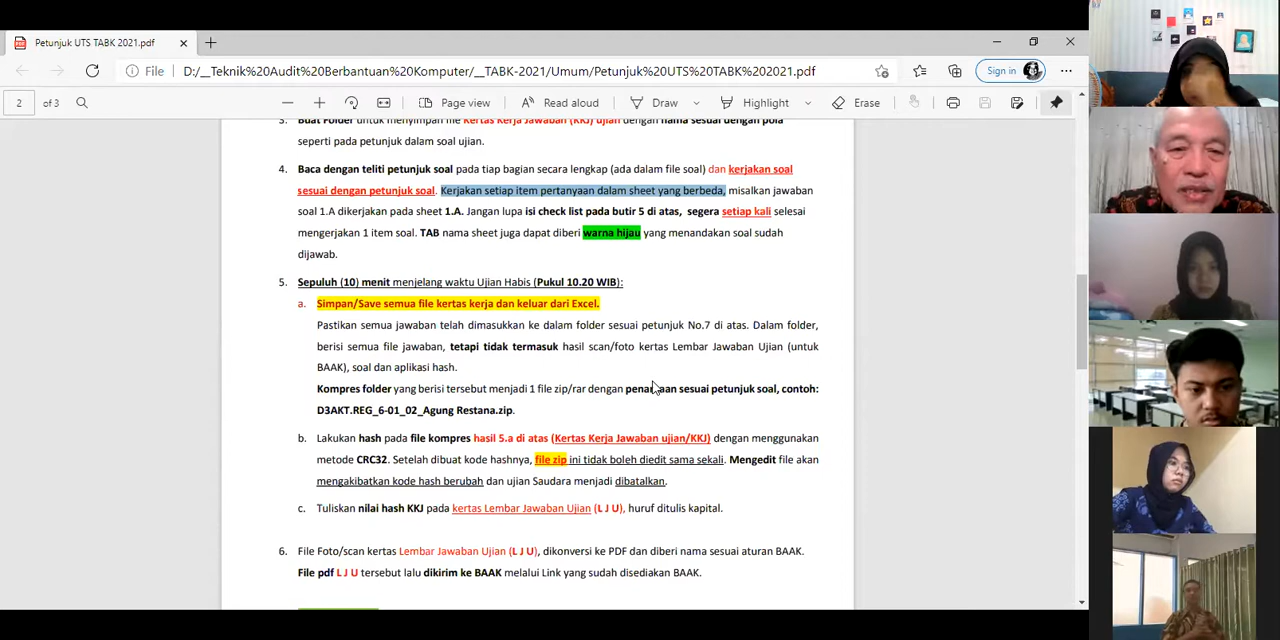 Petunjuk UTS TABK 2021.pdf
File D:/__Teknik%20Audit%20Berbantuan%20Komputer/__TABK-2021/Umum/Petunjuk%20UTS%20TABK%202021.pdf
Sign in
2 of 3 Page view Read aloud Draw Highlight Erase
3. Buat Folder untuk menyimpan file Kertas Kerja Jawaban (KKJ) ujian dengan nama sesuai dengan pola
seperti pada petunjuk dalam soal ujian.
4. Baca dengan teliti petunjuk soal pada tiap bagian secara lengkap (ada dalam file soal) dan kerjakan soal
sesuai dengan petunjuk soal. Kerjakan setiap item pertanyaan dalam sheet yang berbeda, misalkan jawaban
soal 1.A dikerjakan pada sheet 1.A. Jangan lupa isi check list pada butir 5 di atas, segera setiap kali selesai
mengerjakan 1 item soal. TAB nama sheet juga dapat diberi warna hijau yang menandakan soal sudah
dijawab.
5. Sepuluh (10) menit menjelang waktu Ujian Habis (Pukul 10.20 WIB):
a. Simpan/Save semua file kertas kerja dan keluar dari Excel.
Pastikan semua jawaban telah dimasukkan ke dalam folder sesuai petunjuk No.7 di atas. Dalam folder,
berisi semua file jawaban, tetapi tidak termasuk hasil scan/foto kertas Lembar Jawaban Ujian (untuk
BAAK), soal dan aplikasi hash.
Kompres folder yang berisi tersebut menjadi 1 file zip/rar dengan penamaan sesuai petunjuk soal, contoh:
D3AKT.REG_6-01_02_Agung Restana.zip.
b. Lakukan hash pada file kompres hasil 5.a di atas (Kertas Kerja Jawaban ujian/KKJ) dengan menggunakan
metode CRC32. Setelah dibuat kode hashnya, file zip ini tidak boleh diedit sama sekali. Mengedit file akan
mengakibatkan kode hash berubah dan ujian Saudara menjadi dibatalkan.
c. Tuliskan nilai hash KKJ pada kertas Lembar Jawaban Ujian (L J U), huruf ditulis kapital.
6. File Foto/scan kertas Lembar Jawaban Ujian (L J U), dikonversi ke PDF dan diberi nama sesuai aturan BAAK.
File pdf L J U tersebut lalu dikirim ke BAAK melalui Link yang sudah disediakan BAAK.